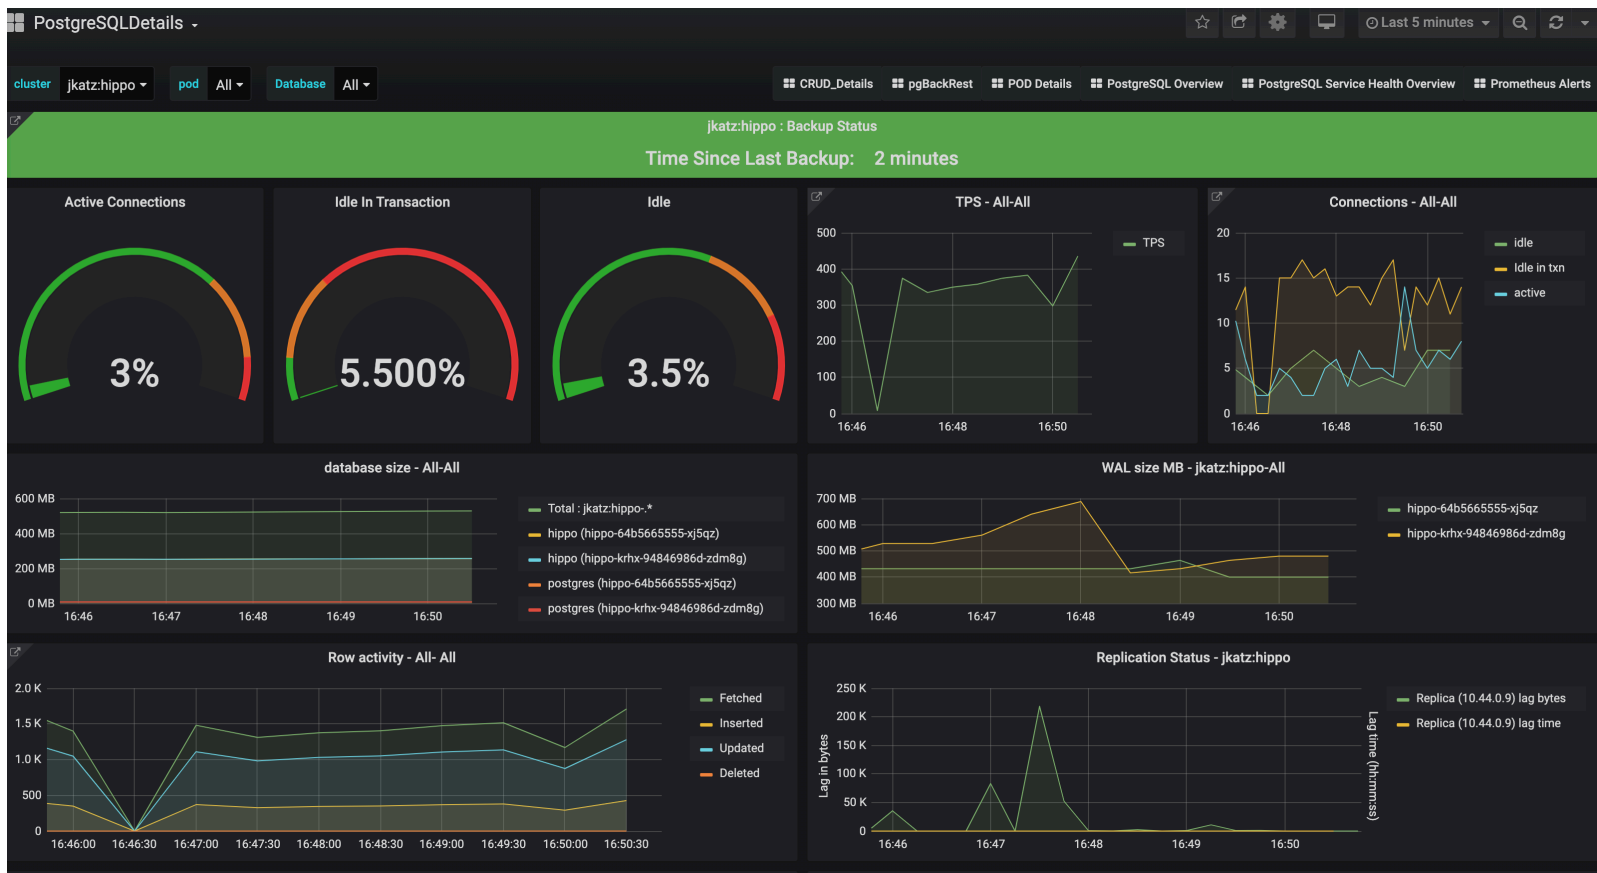 PostgreSQLDetails
Last 5 minutes
cluster jkatz:hippo pod All Database All
CRUD_Details pgBackRest POD Details PostgreSQL Overview PostgreSQL Service Health Overview Prometheus Alerts
jkatz:hippo : Backup Status
Time Since Last Backup: 2 minutes
Active Connections
3%
Idle In Transaction
5.500%
Idle
3.5%
TPS - All-All
500
400
300
200
100
0
16:46 16:48 16:50
TPS
Connections - All-All
20
15
10
5
0
16:46 16:48 16:50
idle
Idle in txn
active
database size - All-All
600 MB
400 MB
200 MB
0 MB
16:46 16:47 16:48 16:49 16:50
Total : jkatz:hippo-.*
hippo (hippo-64b5665555-xj5qz)
hippo (hippo-krhx-94846986d-zdm8g)
postgres (hippo-64b5665555-xj5qz)
postgres (hippo-krhx-94846986d-zdm8g)
WAL size MB - jkatz:hippo-All
700 MB
600 MB
500 MB
400 MB
300 MB
16:46 16:47 16:48 16:49 16:50
hippo-64b5665555-xj5qz
hippo-krhx-94846986d-zdm8g
Row activity - All- All
2.0 K
1.5 K
1.0 K
500
0
16:46:00 16:46:30 16:47:00 16:47:30 16:48:00 16:48:30 16:49:00 16:49:30 16:50:00 16:50:30
Fetched
Inserted
Updated
Deleted
Replication Status - jkatz:hippo
Lag in bytes
250 K
200 K
150 K
100 K
50 K
0
16:46 16:47 16:48 16:49 16:50
Lag time (hh:mm:ss)
Replica (10.44.0.9) lag bytes
Replica (10.44.0.9) lag time